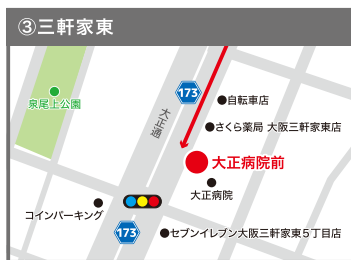 ③三軒家東
173
泉尾上公園
自転車店
大正通
さくら薬局 大阪三軒家東店
大正病院前
大正病院
コインパーキング
173
セブンイレブン大阪三軒家東5丁目店